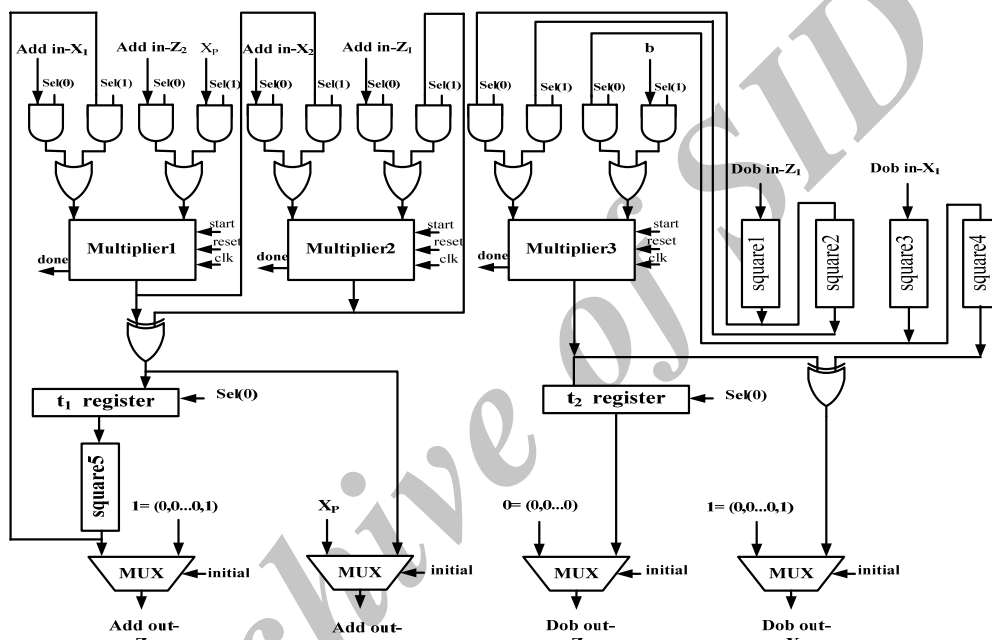 Add in-X1 Add in-Z2 XP Add in-X2 Add in-Z1 b
Sel(0) Sel(1) Sel(0) Sel(1) Sel(0) Sel(1) Sel(0) Sel(1) Sel(0) Sel(1) Sel(0) Sel(1)
Dob in-Z1 Dob in-X1
Multiplier1 start reset clk done
Multiplier2 start reset clk done
Multiplier3 start reset clk done
square1 square2 square3 square4
t1 register Sel(0)
t2 register Sel(0)
square5
1= (0,0...0,1) XP 0= (0,0...0) 1= (0,0...0,1)
MUX initial MUX initial MUX initial MUX initial
Add out- Add out- Dob out- Dob out-
Archive of SID